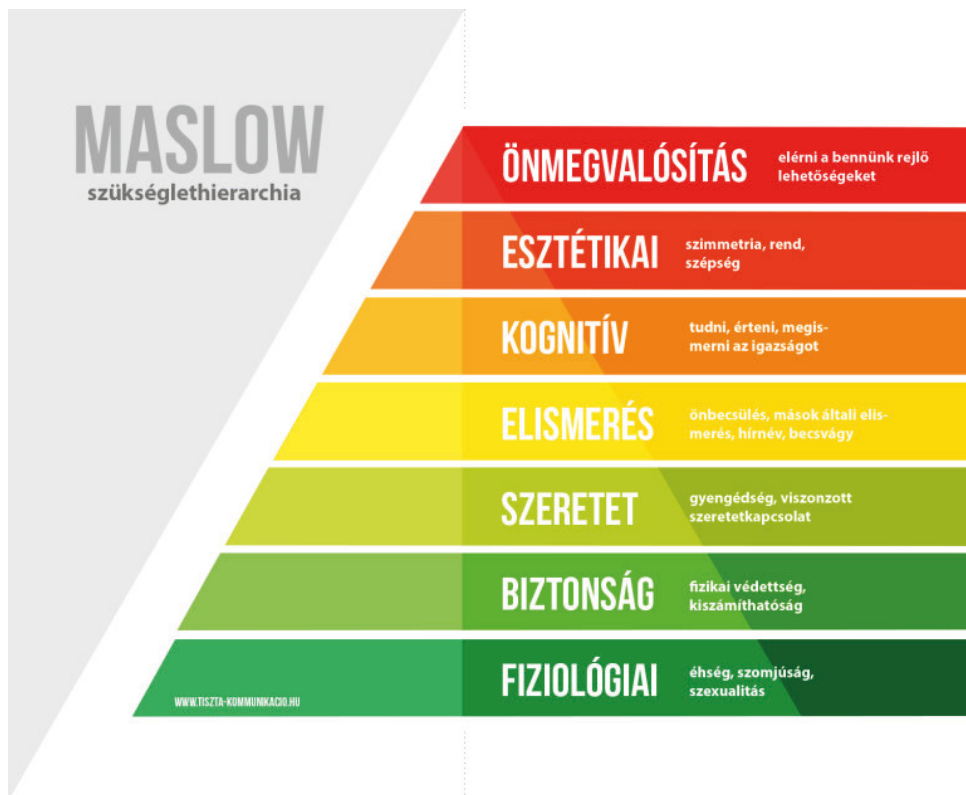 MASLOW
szükséglethierarchia
ÖNMEGVALÓSÍTÁS
elérni a bennünk rejlő
lehetőségeket
ESZTÉTIKAI
szimmetria, rend,
szépség
KOGNITÍV
tudni, érteni, megis-
merni az igazságot
ELISMERÉS
önbecsülés, mások általi elis-
merés, hírnév, becsvágy
SZERETET
gyengédség, viszonzott
szeretetkapcsolat
BIZTONSÁG
fizikai védettség,
kiszámíthatóság
FIZIOLÓGIAI
éhség, szomjúság,
szexualitás
WWW.TISZTA-KOMMUNIKACIO.HU